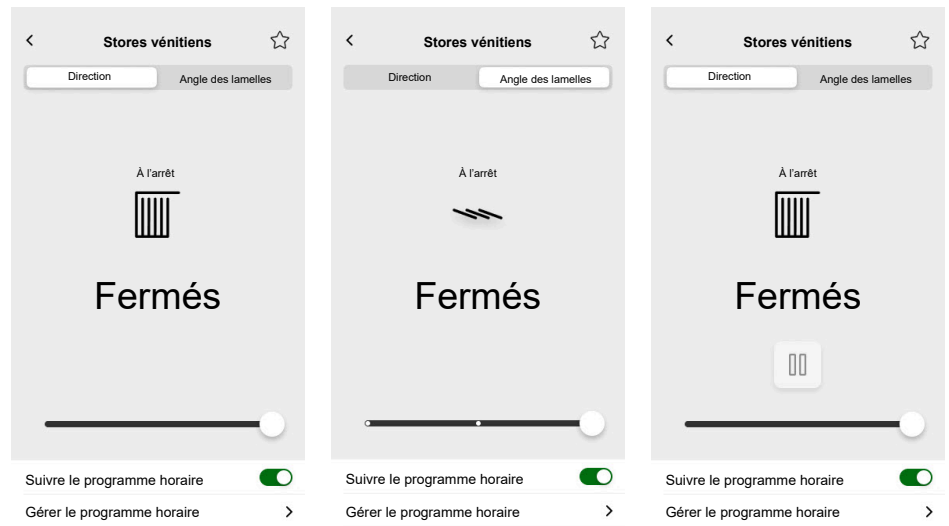 Stores vénitiens
Direction Angle des lamelles
À l'arrêt
Fermés
Suivre le programme horaire
Gérer le programme horaire
Stores vénitiens
Direction Angle des lamelles
À l'arrêt
Fermés
Suivre le programme horaire
Gérer le programme horaire
Stores vénitiens
Direction Angle des lamelles
À l'arrêt
Fermés
Suivre le programme horaire
Gérer le programme horaire